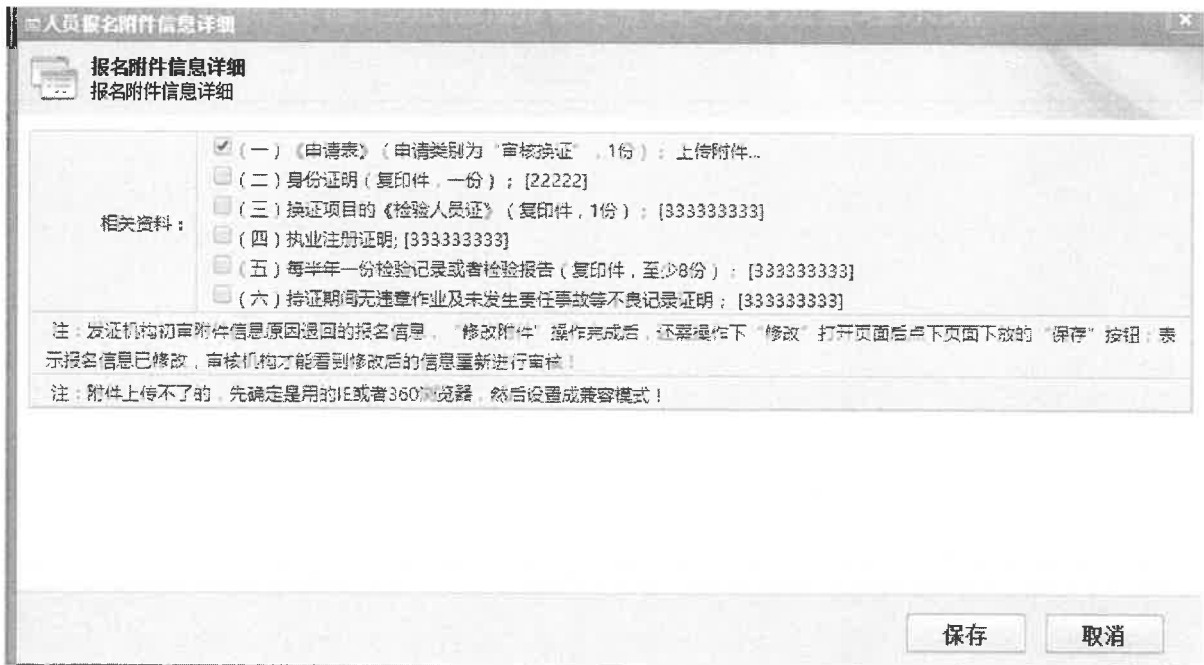 人员报名附件信息详细
报名附件信息详细
报名附件信息详细
相关资料：
(一)《申请表》(申请类别为“审核换证”,1份)；上传附件...
(二)身份证明(复印件,一份)；[22222]
(三)换证项目的《检验人员证》(复印件,1份)；[333333333]
(四)执业注册证明;[333333333]
(五)每半年一份检验记录或者检验报告(复印件,至少8份)；[333333333]
(六)持证期间无违章作业及未发生责任事故等不良记录证明；[333333333]
注：发证机构初审附件信息原因退回的报名信息，“修改附件”操作完成后，还需操作下“修改”打开页面后点下页面下放的“保存”按钮；表
示报名信息已修改，审核机构才能看到修改后的信息重新进行审核！
注：附件上传不了的，先确定是用的IE或者360浏览器，然后设置成兼容模式！
保存
取消